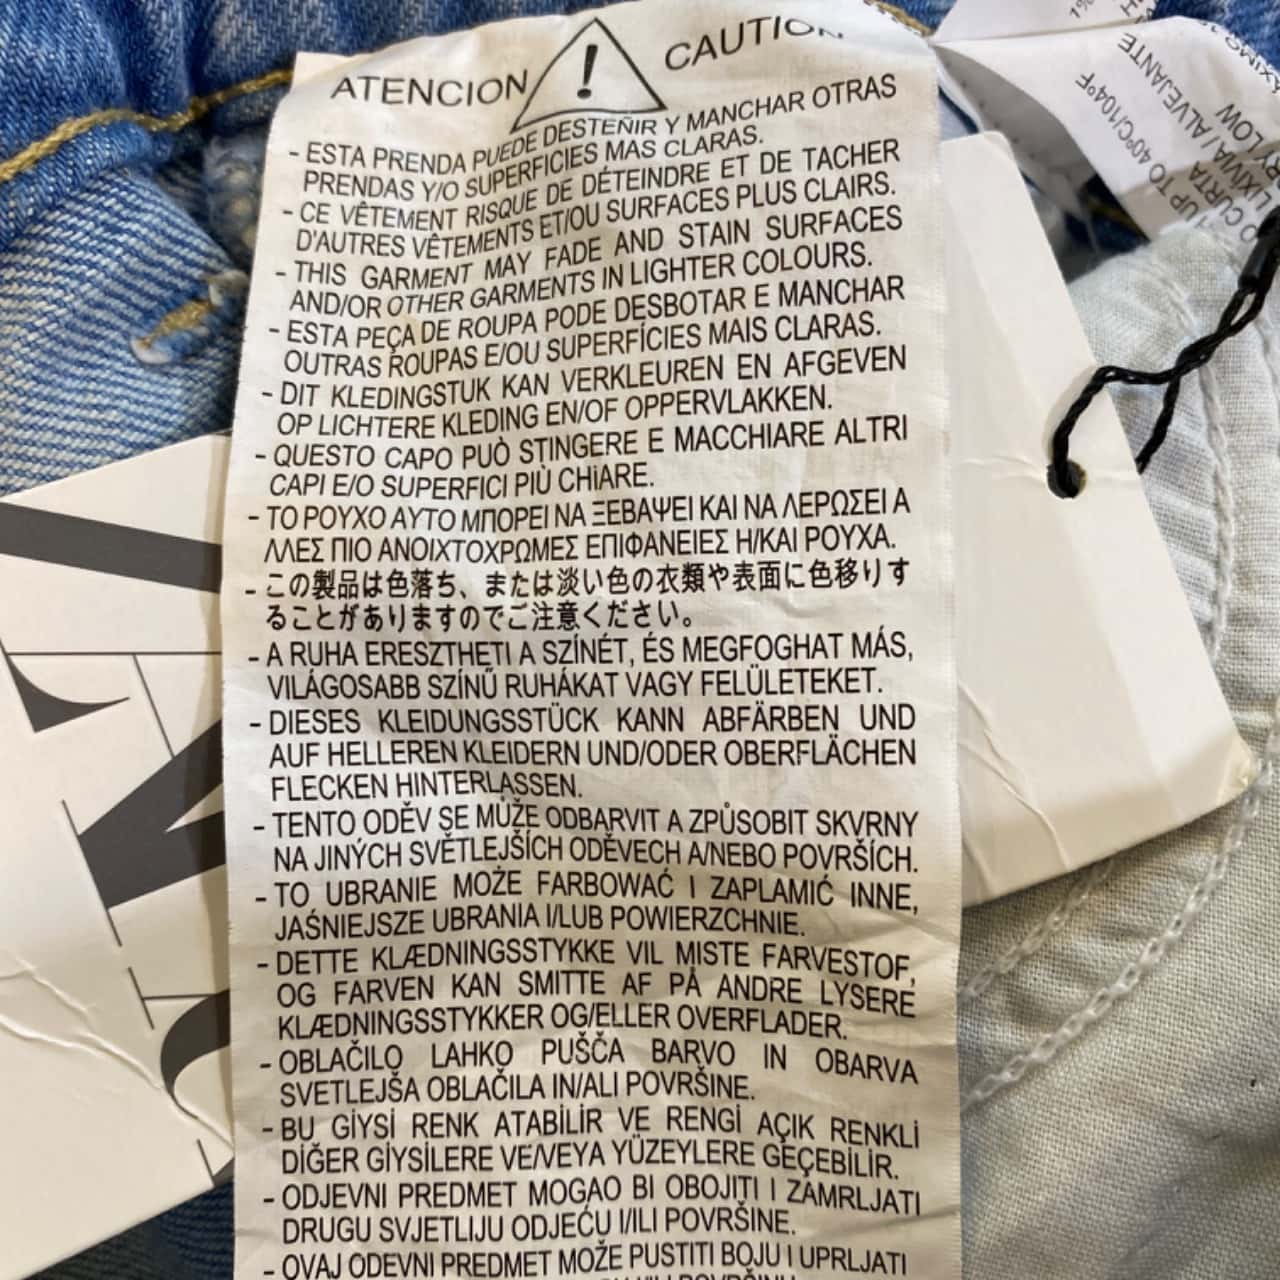 ATENCION
!
CAUTION
- ESTA PRENDA PUEDE DESTEÑIR Y MANCHAR OTRAS
PRENDAS Y/O SUPERFICIES MAS CLARAS.
- CE VÊTEMENT RISQUE DE DÉTEINDRE ET DE TACHER
D'AUTRES VÊTEMENTS ET/OU SURFACES PLUS CLAIRS.
- THIS GARMENT MAY FADE AND STAIN SURFACES
AND/OR OTHER GARMENTS IN LIGHTER COLOURS.
- ESTA PEÇA DE ROUPA PODE DESBOTAR E MANCHAR
OUTRAS ROUPAS E/OU SUPERFÍCIES MAIS CLARAS.
- DIT KLEDINGSTUK KAN VERKLEUREN EN AFGEVEN
OP LICHTERE KLEDING EN/OF OPPERVLAKKEN.
- QUESTO CAPO PUÒ STINGERE E MACCHIARE ALTRI
CAPI E/O SUPERFICI PIÙ CHiARE.
- ΤΟ ΡΟΥΧΟ ΑΥΤΟ ΜΠΟΡΕΙ ΝΑ ΞΕΒΑΨΕΙ ΚΑΙ ΝΑ ΛΕΡΩΣΕΙ Α
ΛΛΕΣ ΠΙΟ ΑΝΟΙΧΤΟΧΡΩΜΕΣ ΕΠΙΦΑΝΕΙΕΣ Η/ΚΑΙ ΡΟΥΧΑ.
- この製品は色落ち、または淡い色の衣類や表面に色移りす
ることがありますのでご注意ください。
- A RUHA ERESZTHETI A SZÍNÉT, ÉS MEGFOGHAT MÁS,
VILÁGOSABB SZÍNŰ RUHÁKAT VAGY FELÜLETEKET.
- DIESES KLEIDUNGSSTÜCK KANN ABFÄRBEN UND
AUF HELLEREN KLEIDERN UND/ODER OBERFLÄCHEN
FLECKEN HINTERLASSEN.
- TENTO ODĚV SE MŮŽE ODBARVIT A ZPŮSOBIT SKVRNY
NA JINÝCH SVĚTLEJŠÍCH ODĚVECH A/NEBO POVRŠÍCH.
- TO UBRANIE MOŻE FARBOWAĆ I ZAPLAMIĆ INNE,
JAŚNIEJSZE UBRANIA I/LUB POWIERZCHNIE.
- DETTE KLÆDNINGSSTYKKE VIL MISTE FARVESTOF,
OG FARVEN KAN SMITTE AF PÅ ANDRE LYSERE
KLÆDNINGSSTYKKER OG/ELLER OVERFLADER.
- OBLAČILO LAHKO PUŠČA BARVO IN OBARVA
SVETLEJŠA OBLAČILA IN/ALI POVRŠINE.
- BU GİYSİ RENK ATABİLİR VE RENGİ AÇIK RENKLİ
DİĞER GİYSİLERE VE/VEYA YÜZEYLERE GEÇEBİLİR.
- ODJEVNI PREDMET MOGAO BI OBOJITI I ZAMRLJATI
DRUGU SVJETLIJU ODJEĆU I/ILI POVRŠINE.
- OVAJ ODEVNI PREDMET MOŽE PUSTITI BOJU I UPRLJATI
UP TO 40ºC/104ºF
CURTA
LIXIVIA / ALVEJANTE
LOW